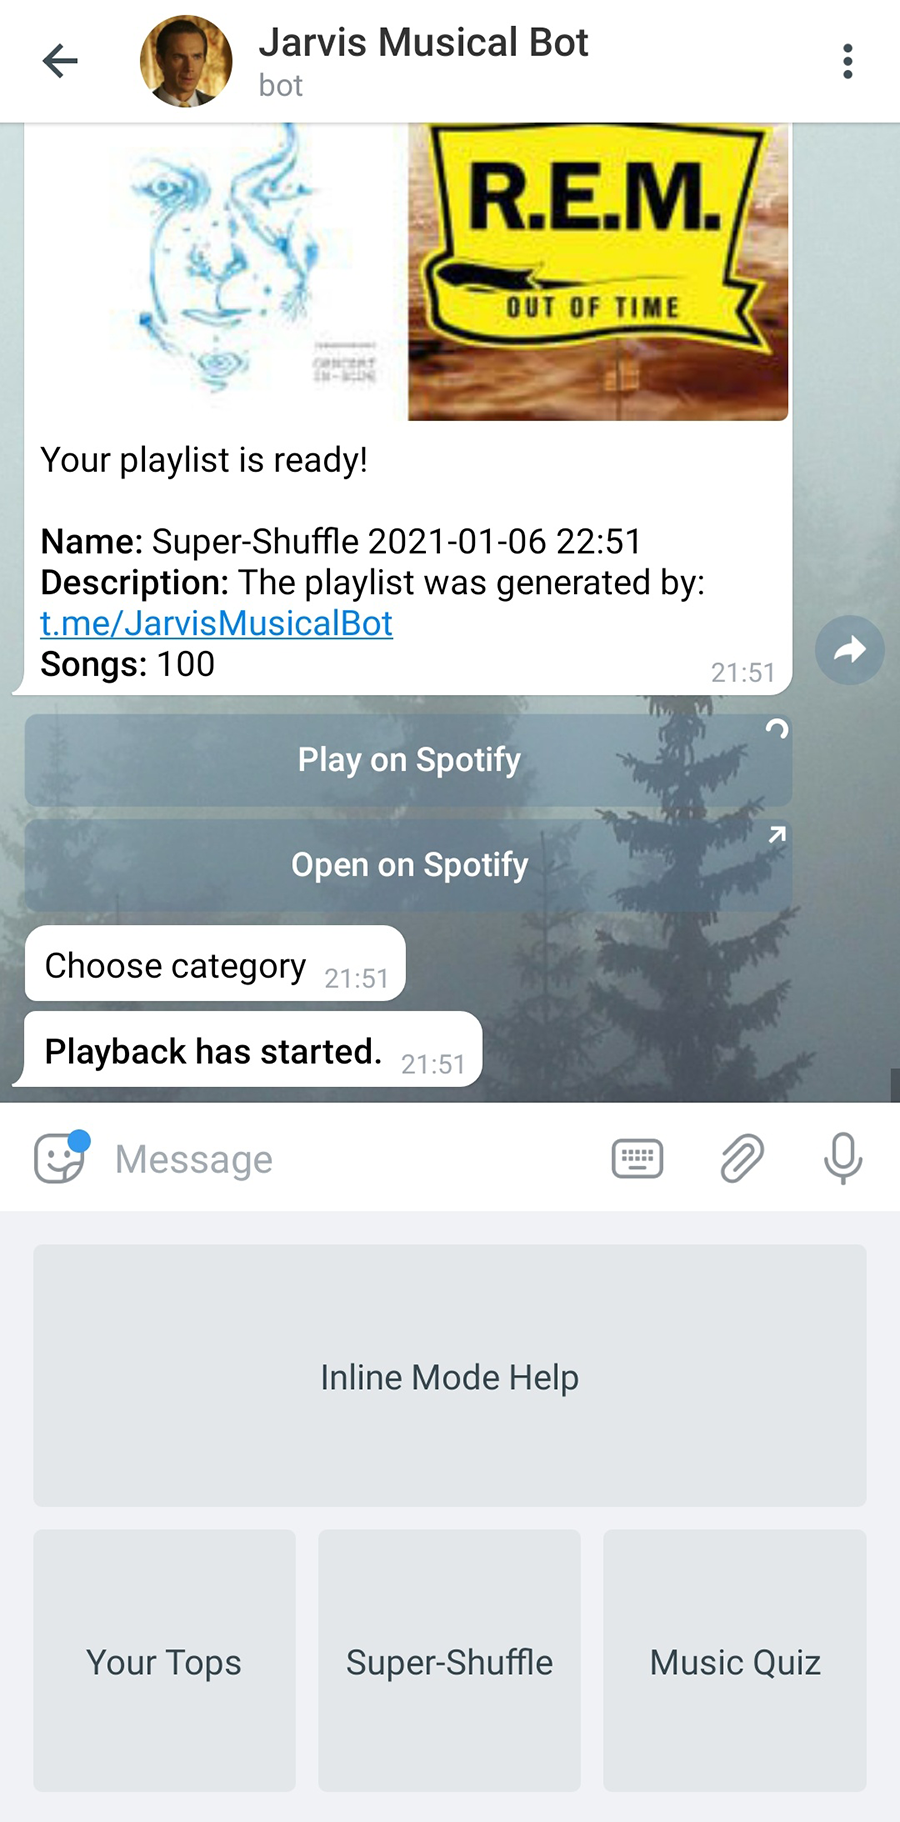 Jarvis Musical Bot
bot
R.E.M.
OUT OF TIME
CONCERT
IN-SIDE
Your playlist is ready!
Name: Super-Shuffle 2021-01-06 22:51
Description: The playlist was generated by:
t.me/JarvisMusicalBot
Songs: 100
21:51
Play on Spotify
Open on Spotify
Choose category 21:51
Playback has started. 21:51
Message
Inline Mode Help
Your Tops
Super-Shuffle
Music Quiz